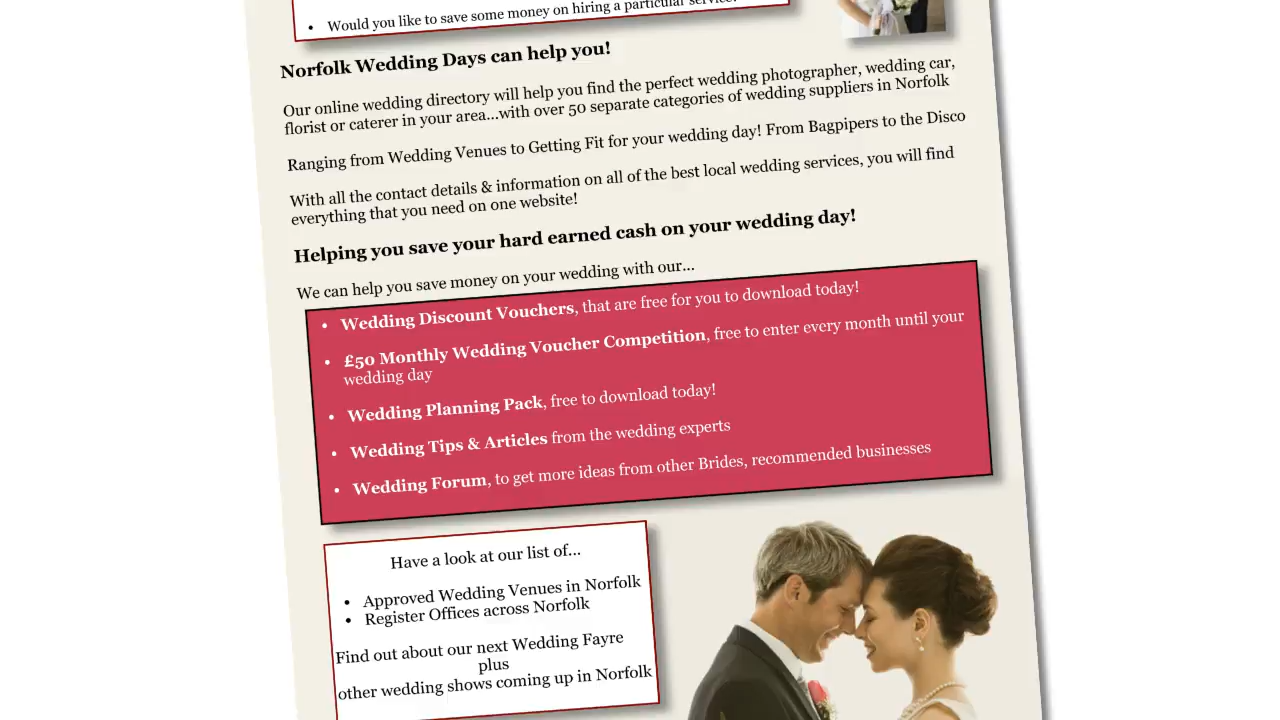 • Would you like to save some money on hiring a particular service?
Norfolk Wedding Days can help you!
Our online wedding directory will help you find the perfect wedding photographer, wedding car,
florist or caterer in your area...with over 50 separate categories of wedding suppliers in Norfolk
Ranging from Wedding Venues to Getting Fit for your wedding day! From Bagpipers to the Disco
With all the contact details & information on all of the best local wedding services, you will find
everything that you need on one website!
Helping you save your hard earned cash on your wedding day!
We can help you save money on your wedding with our...
• Wedding Discount Vouchers, that are free for you to download today!
• £50 Monthly Wedding Voucher Competition, free to enter every month until your
wedding day
• Wedding Planning Pack, free to download today!
• Wedding Tips & Articles from the wedding experts
• Wedding Forum, to get more ideas from other Brides, recommended businesses
Have a look at our list of...
• Approved Wedding Venues in Norfolk
• Register Offices across Norfolk
Find out about our next Wedding Fayre
plus
other wedding shows coming up in Norfolk